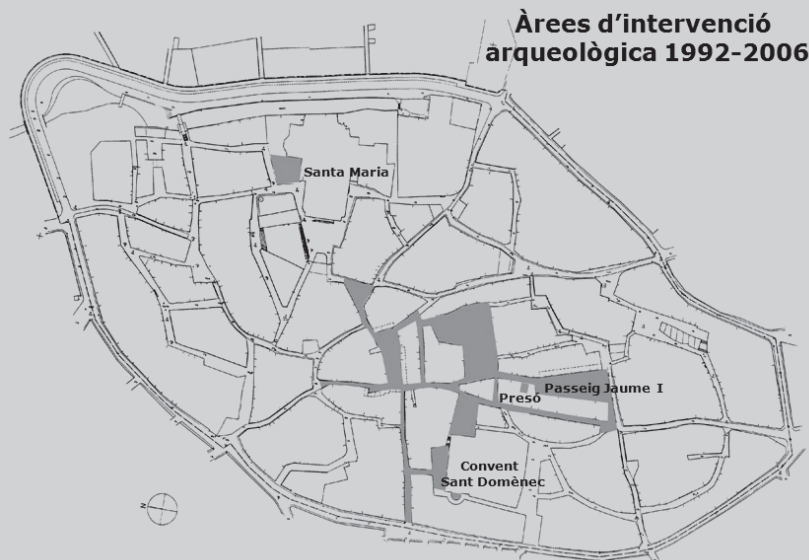 Àrees d’intervenció
arqueològica 1992-2006
Santa Maria
Passeig Jaume I
Presó
Convent
Sant Domènec
N